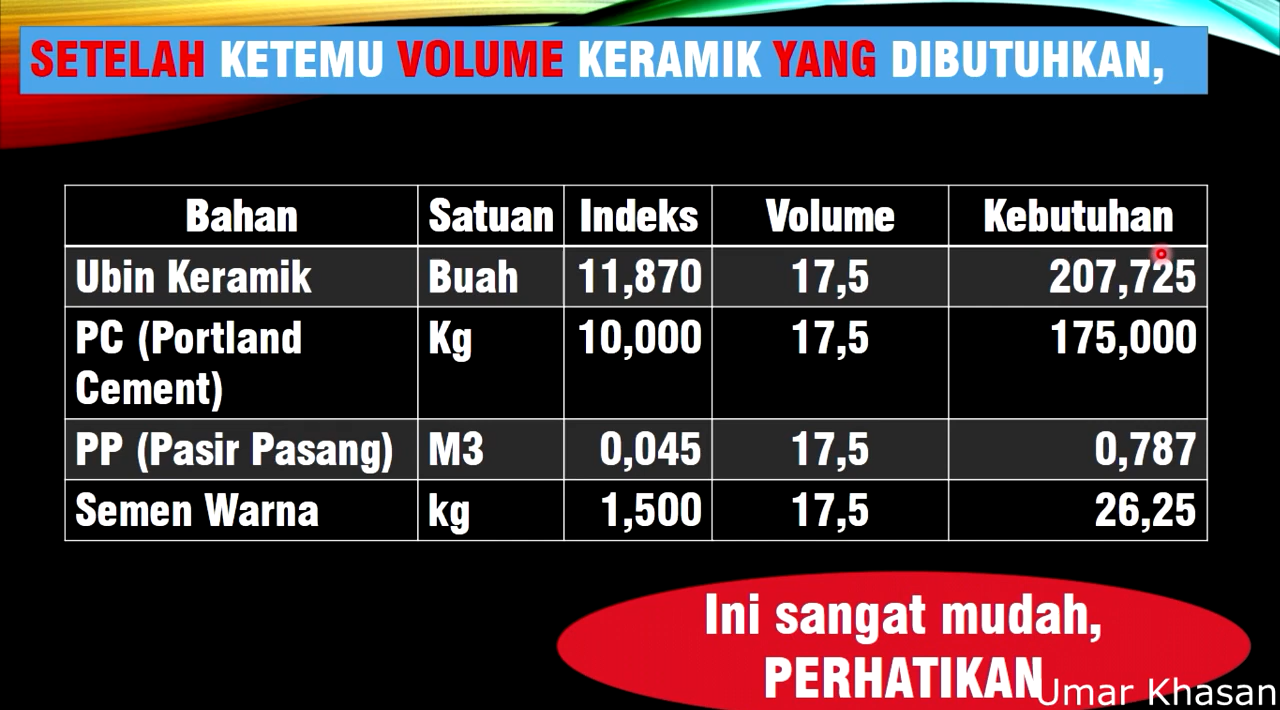 SETELAH KETEMU VOLUME KERAMIK YANG DIBUTUHKAN,
Bahan Satuan Indeks Volume Kebutuhan
Ubin Keramik Buah 11,870 17,5 207,725
PC (Portland Cement) Kg 10,000 17,5 175,000
PP (Pasir Pasang) M3 0,045 17,5 0,787
Semen Warna kg 1,500 17,5 26,25
Ini sangat mudah,
PERHATIKAN
Umar Khasan